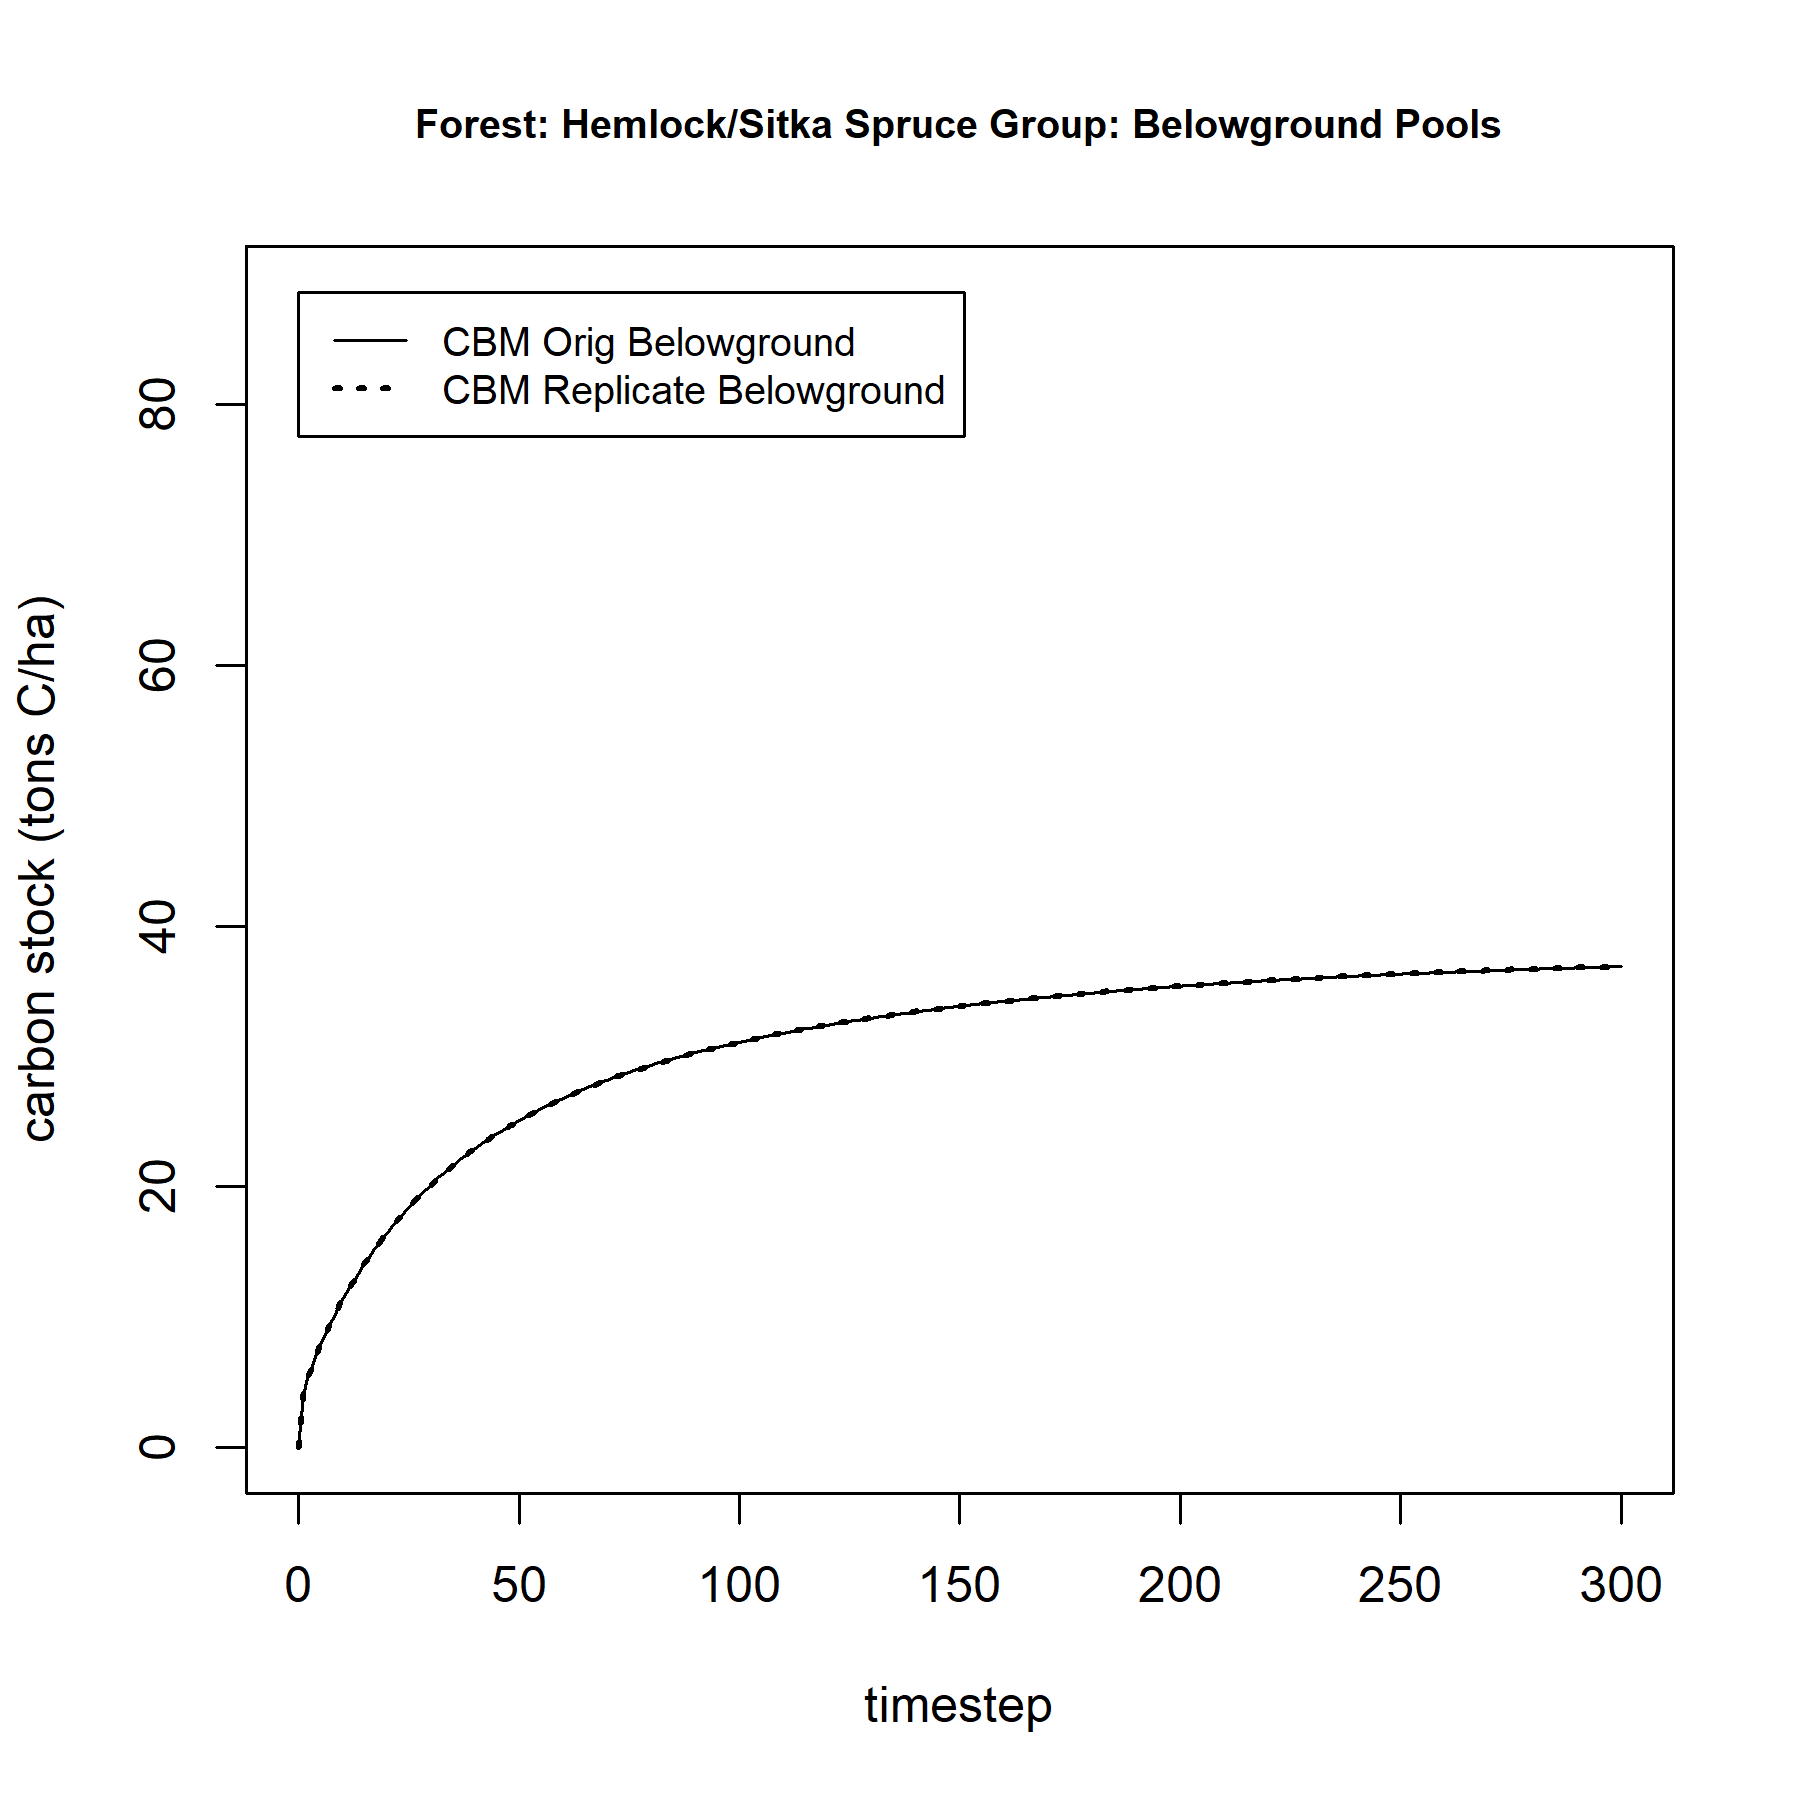 Forest: Hemlock/Sitka Spruce Group: Belowground Pools
CBM Orig Belowground
CBM Replicate Belowground
carbon stock (tons C/ha)
80
60
40
20
0
0 50 100 150 200 250 300
timestep